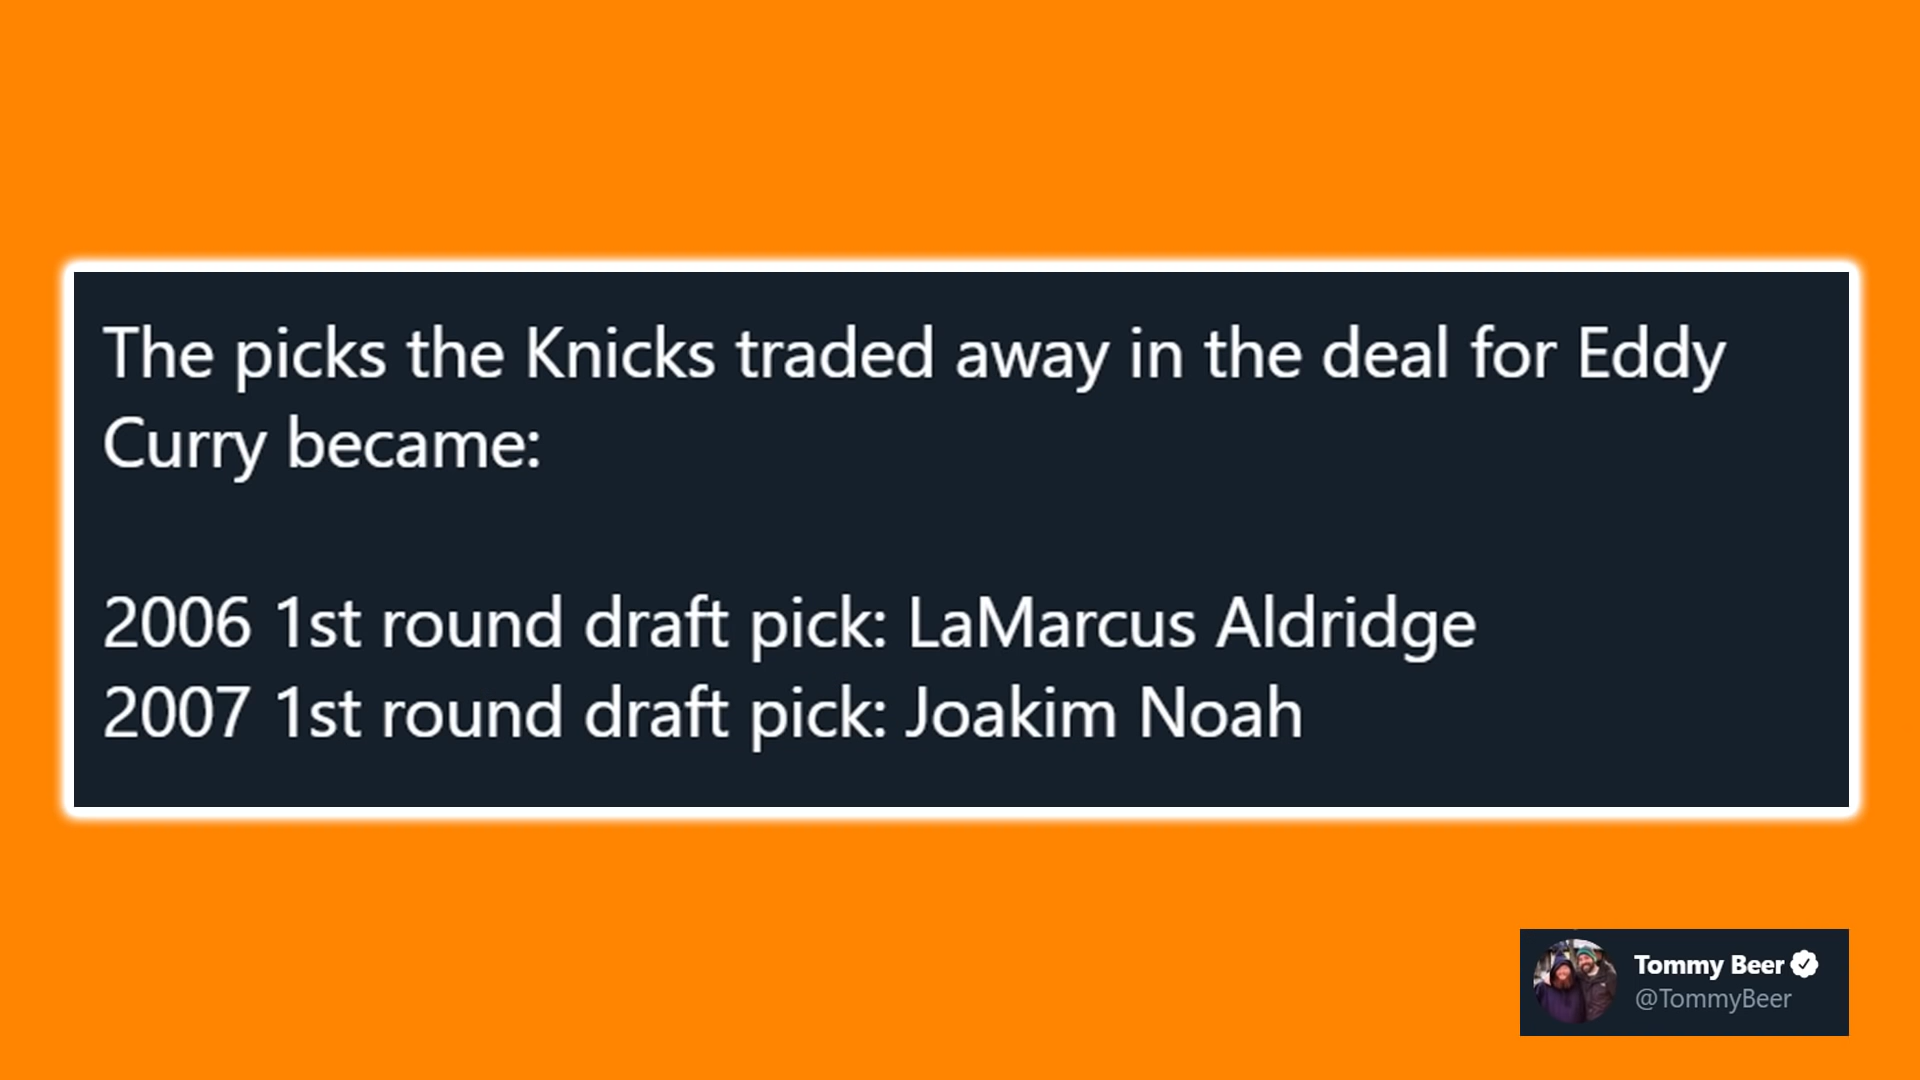 The picks the Knicks traded away in the deal for Eddy
Curry became:
2006 1st round draft pick: LaMarcus Aldridge
2007 1st round draft pick: Joakim Noah
Tommy Beer
@TommyBeer